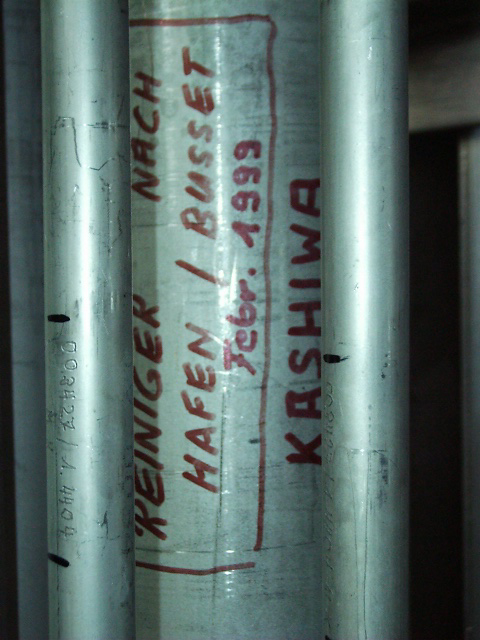 REINIGER NACH
HAFEN / BUSSET
Febr. 1999
KASHIWA